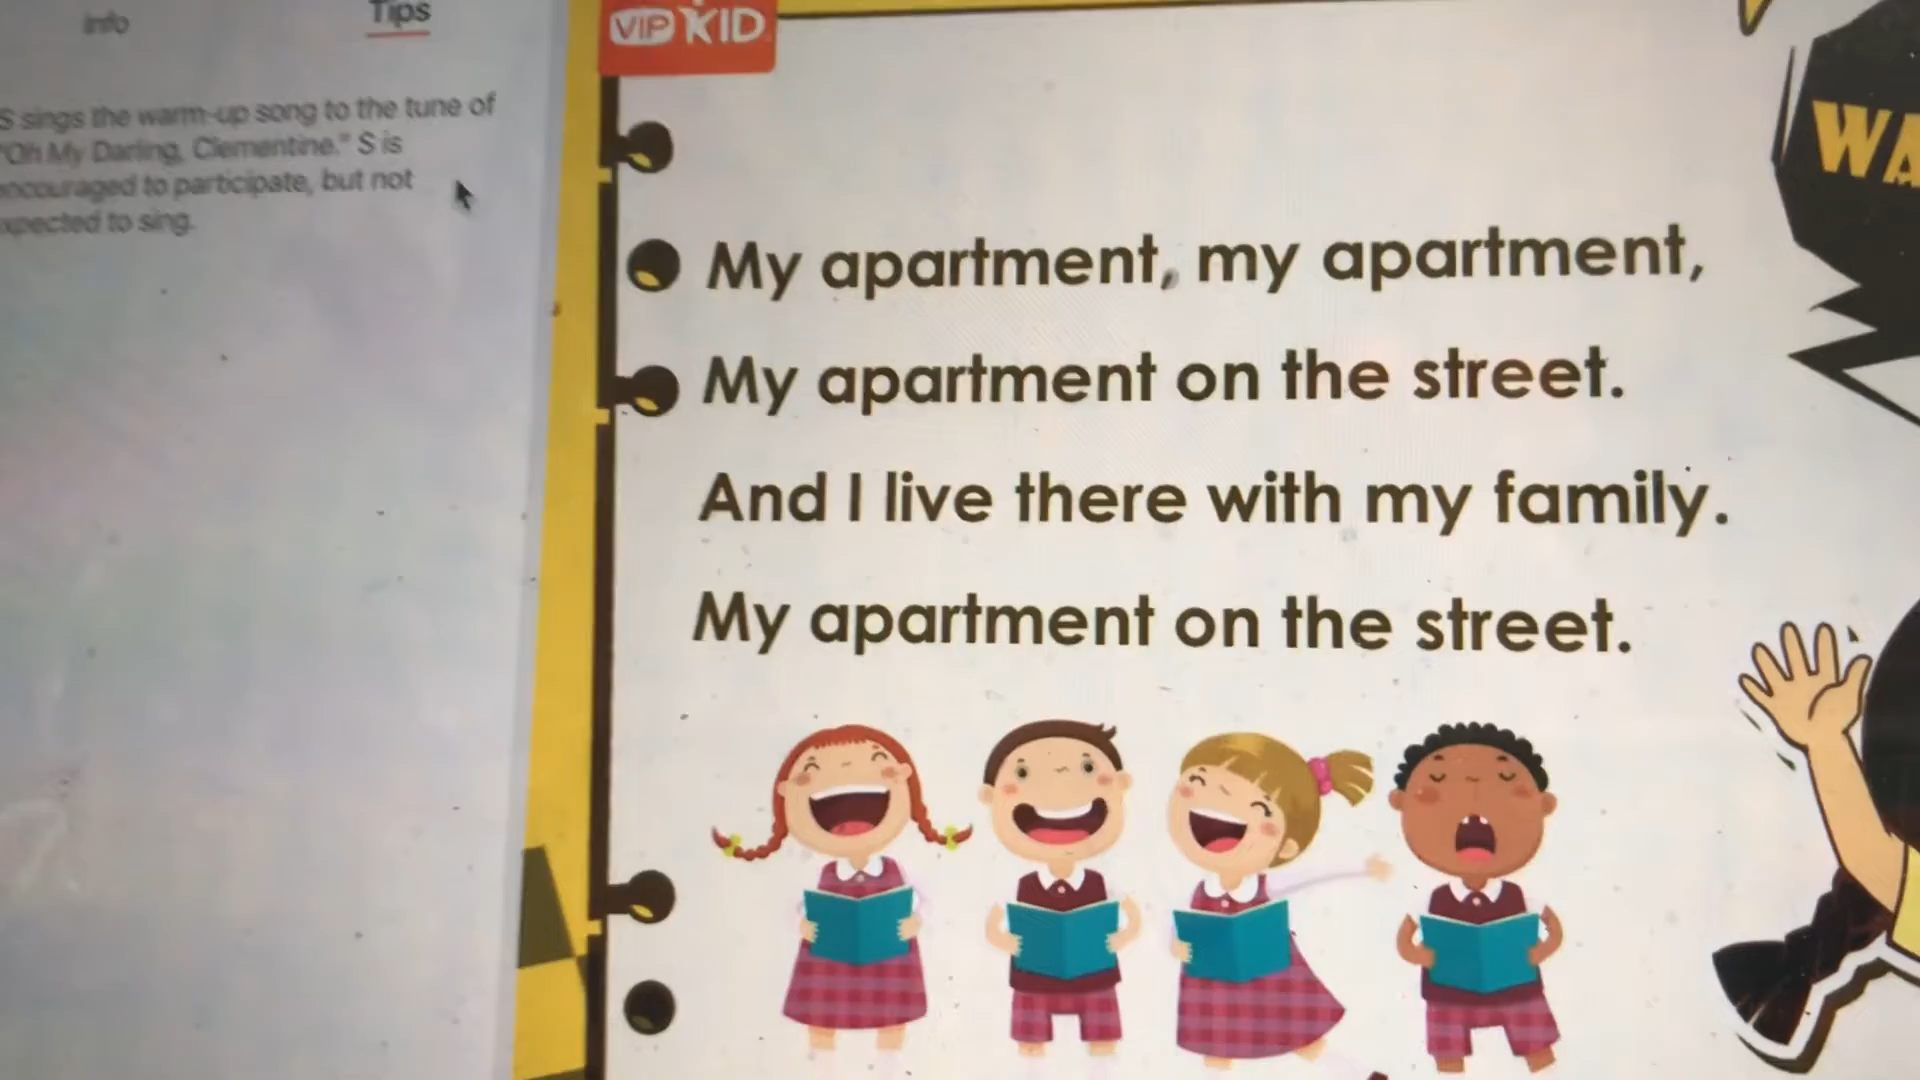 Info
Tips
S sings the warm-up song to the tune of
"Oh My Darling, Clementine." S is
encouraged to participate, but not
expected to sing.
VIPKID
My apartment, my apartment,
My apartment on the street.
And I live there with my family.
My apartment on the street.
WA